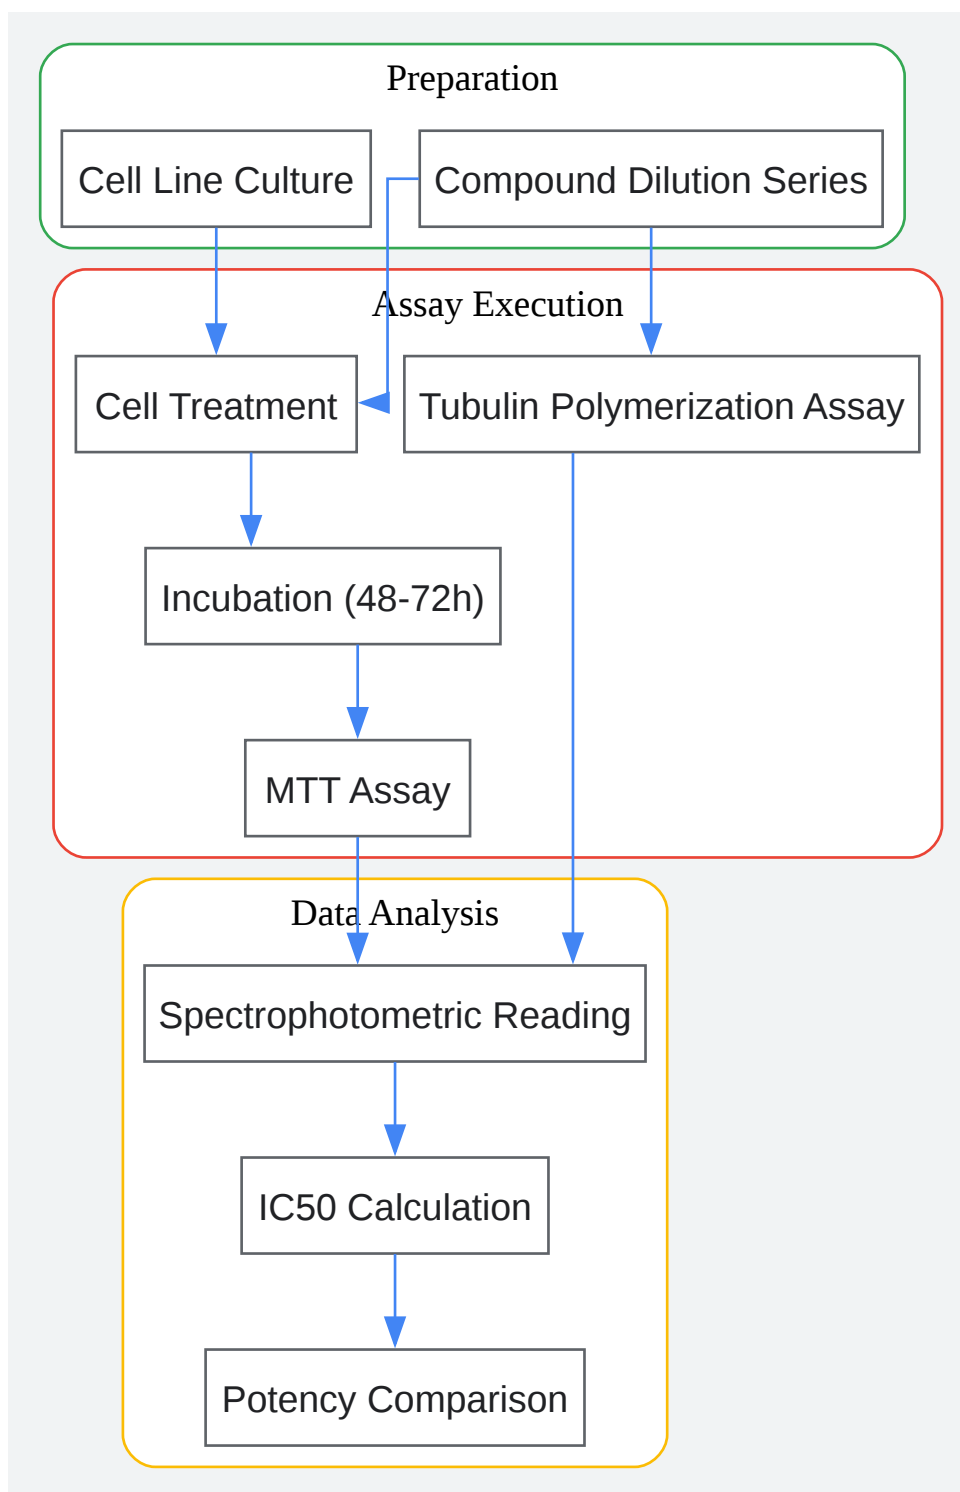 Preparation
Cell Line Culture
Compound Dilution Series
Assay Execution
Cell Treatment
Tubulin Polymerization Assay
Incubation (48-72h)
MTT Assay
Data Analysis
Spectrophotometric Reading
IC50 Calculation
Potency Comparison